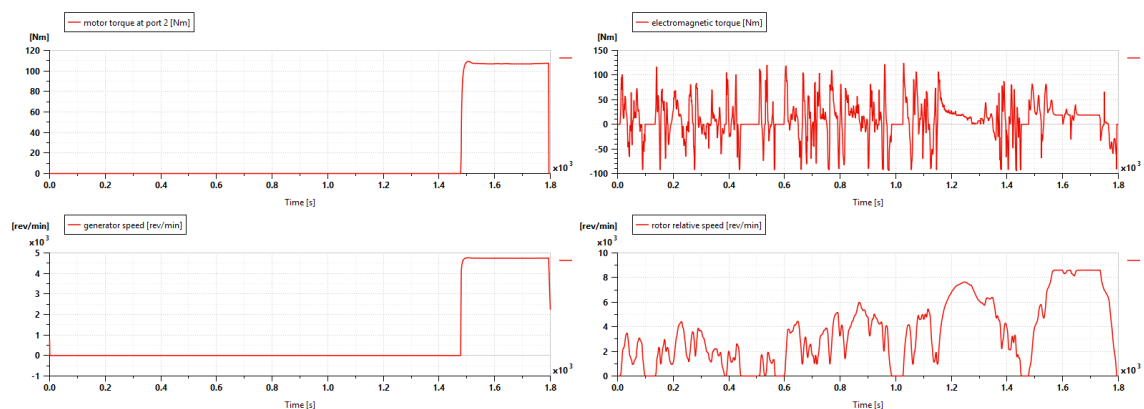 motor torque at port 2 [Nm]
[Nm]
120
100
80
60
40
20
0
0.0 0.2 0.4 0.6 0.8 1.0 1.2 1.4 1.6 1.8
x10³
Time [s]
electromagnetic torque [Nm]
[Nm]
150
100
50
0
-50
-100
0.0 0.2 0.4 0.6 0.8 1.0 1.2 1.4 1.6 1.8
x10³
Time [s]
generator speed [rev/min]
[rev/min]
x10³
5
4
3
2
1
0
-1
0.0 0.2 0.4 0.6 0.8 1.0 1.2 1.4 1.6 1.8
x10³
Time [s]
rotor relative speed [rev/min]
[rev/min]
x10³
10
8
6
4
2
0
0.0 0.2 0.4 0.6 0.8 1.0 1.2 1.4 1.6 1.8
x10³
Time [s]